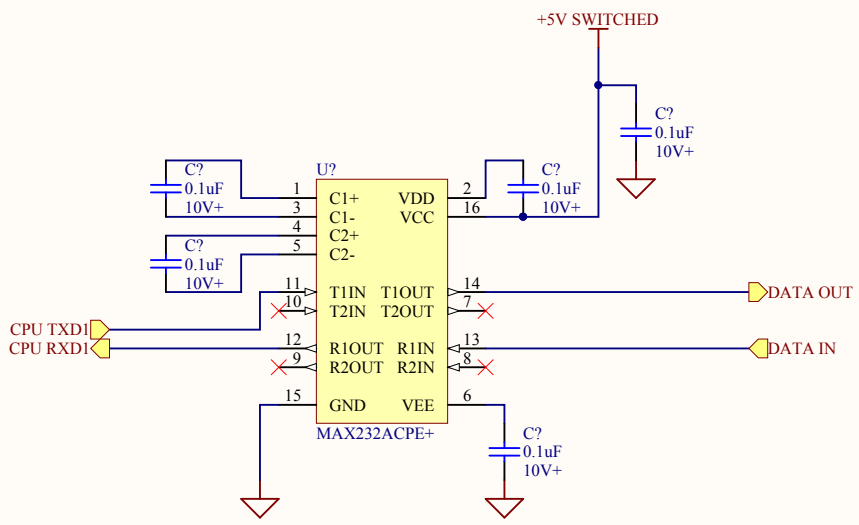 +5V SWITCHED
C?
0.1uF
10V+
U?
C?
0.1uF
10V+
C?
0.1uF
10V+
C?
0.1uF
10V+
1 C1+ VDD 2
3 C1- VCC 16
4 C2+
5 C2-
11 T1IN T1OUT 14
10 T2IN T2OUT 7
12 R1OUT R1IN 13
9 R2OUT R2IN 8
15 GND VEE 6
MAX232ACPE+
CPU TXD1
CPU RXD1
DATA OUT
DATA IN
C?
0.1uF
10V+